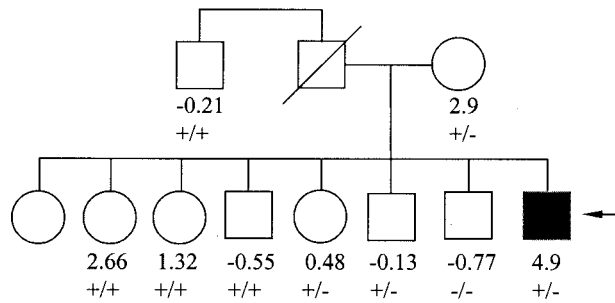 -0.21 2.9
+/+ +/-
2.66 1.32 -0.55 0.48 -0.13 -0.77 4.9
+/+ +/+ +/+ +/- +/- -/- +/-